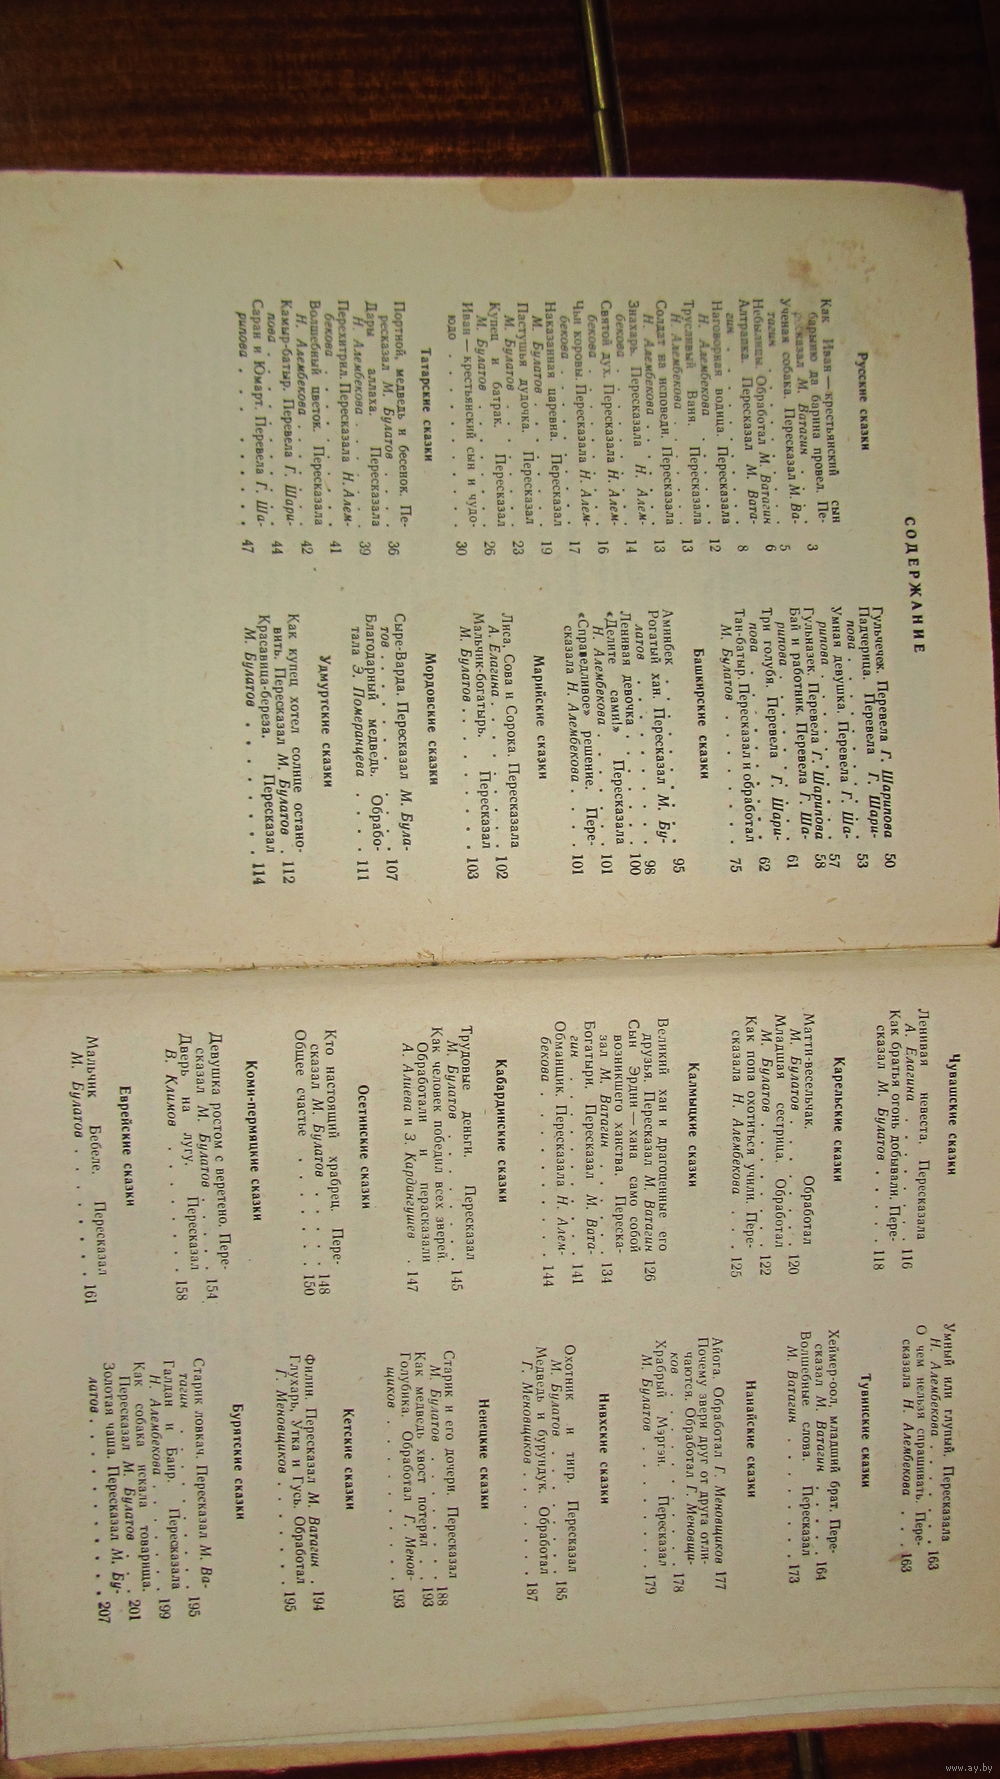 СОДЕРЖАНИЕ
Русские сказки
Как Иван — крестьянский сын
барыню да барина провел. Пе-
ресказал М. Ватагин . . 3
Ученая собака. Пересказал М. Ва-
тагин . . . . . . . 5
Небылицы. Обработал М. Ватагин 6
Алтрапка. Пересказал М. Вата-
гин . . . . . . . 8
Наговорная водица. Пересказала
Н. Алембекова . . . . 12
Трусливый Ваня. Пересказала
Н. Алембекова . . . . 13
Солдат на исповеди. Пересказала
Н. Алембекова . . . . 13
Знахарь. Пересказала Н. Алем-
бекова . . . . . . 14
Святой дух. Пересказала Н. Алем-
бекова . . . . . . 16
Чьи коровы. Пересказала Н. Алем-
бекова . . . . . . 17
Наказанная царевна. Пересказал
М. Булатов . . . . . 19
Пастушья дудочка. Пересказал
М. Булатов . . . . . 23
Купец и батрак. Пересказал
М. Булатов . . . . . 26
Иван — крестьянский сын и чудо-
юдо . . . . . . . 30
Татарские сказки
Портной, медведь и бесенок. Пе-
ресказал М. Булатов . . 36
Дары аллаха. Пересказала
Н. Алембекова . . . . 39
Перехитрил. Пересказала Н. Алем-
бекова . . . . . . 41
Волшебный цветок. Пересказала
Н. Алембекова . . . . 42
Камыр-батыр. Перевела Г. Шари-
пова . . . . . . . 44
Саран и Юмарт. Перевела Г. Ша-
рипова . . . . . . 47
Гульчечек. Перевела Г. Шарипова 50
Падчерица. Перевела Г. Шари-
пова . . . . . . . 53
Умная девушка. Перевела Г. Ша-
рипова . . . . . . 57
Гульназек. Перевела Г. Шарипова 58
Бай и работник. Перевела Г. Ша-
рипова . . . . . . 61
Три голубя. Перевела Г. Шари-
пова . . . . . . . 62
Тан-батыр. Пересказал и обработал
М. Булатов . . . . . 75
Башкирские сказки
Аминбек . . . . . . . 95
Рогатый хан. Пересказал М. Бу-
латов . . . . . . . 98
Ленивая девочка . . . . . 100
«Делите сами!» Пересказала
Н. Алембекова . . . . 101
«Справедливое» решение. Пере-
сказала Н. Алембекова . . 101
Марийские сказки
Лиса, Сова и Сорока. Пересказала
А. Елагина . . . . . 102
Мальчик-богатырь. Пересказал
М. Булатов . . . . . 103
Мордовские сказки
Сыре-Варда. Пересказал М. Була-
тов . . . . . . . 107
Благодарный медведь. Обрабо-
тала Э. Померанцева . . . 111
Удмуртские сказки
Как купец хотел солнце остано-
вить. Пересказал М. Булатов . 112
Красавица-береза. Пересказал
М. Булатов . . . . . 114
Чувашские сказки
Ленивая невеста. Пересказала
А. Елагина . . . . . 116
Как братья огонь добывали. Пере-
сказал М. Булатов . . . 118
Карельские сказки
Матти-весельчак. Обработал
М. Булатов . . . . . 120
Младшая сестрица. Обработал
М. Булатов . . . . . 122
Как попа охотиться учили. Пере-
сказала Н. Алембекова . . 125
Калмыцкие сказки
Великий хан и драгоценные его
друзья. Пересказал М. Ватагин 126
Сын Эрлин — хана само собой
возникшего ханства. Переска-
зал М. Ватагин . . . . 134
Богатыри. Пересказал М. Вата-
гин . . . . . . . 141
Обманщик. Пересказала Н. Алем-
бекова . . . . . . 144
Кабардинские сказки
Трудовые деньги. Пересказал
М. Булатов . . . . . 145
Как человек победил всех зверей.
Обработали и перасказали
А. Алиева и З. Кардангушев . 147
Осетинские сказки
Кто настоящий храбрец. Пере-
сказал М. Булатов . . . 148
Общее счастье . . . . . 150
Коми-пермяцкие сказки
Девушка ростом с веретено. Пере-
сказал М. Булатов . . . 154
Дверь на лугу. Пересказал
В. Климов . . . . . 158
Еврейские сказки
Мальчик Бебеле. Пересказал
М. Булатов . . . . . 161
Умный или глупый. Пересказала
Н. Алембекова . . . . 163
О чем нельзя спрашивать. Пере-
сказала Н. Алембекова . . 163
Тувинские сказки
Хеймер-оол, младший брат. Пере-
сказал М. Ватагин . . . 164
Волшебные слова. Пересказал
М. Ватагин . . . . . 173
Нанайские сказки
Айога. Обработал Г. Меновщиков 177
Почему звери друг от друга отли-
чаются. Обработал Г. Меновщи-
ков . . . . . . . 178
Храбрый Мэргэн. Пересказал
М. Булатов . . . . . 179
Нивхские сказки
Охотник и тигр. Пересказал
М. Булатов . . . . . 185
Медведь и бурундук. Обработал
Г. Меновщиков . . . . 187
Ненецкие сказки
Старик и его дочери. Пересказал
М. Булатов . . . . . 188
Как медведь хвост потерял . . 193
Голубика. Обработал Г. Менов-
щиков . . . . . . 193
Кетские сказки
Филин. Пересказал М. Ватагин . 194
Глухарь, Утка и Гусь. Обработал
Г. Меновщиков . . . . 195
Бурятские сказки
Старик ловкач. Пересказал М. Ва-
тагин . . . . . . . 195
Галдан и Баир. Пересказала
Н. Алембекова . . . . 199
Как собака искала товарища.
Пересказал М. Булатов . . 201
Золотая чаша. Пересказал М. Бу-
латов . . . . . . . 207
www.ay.by